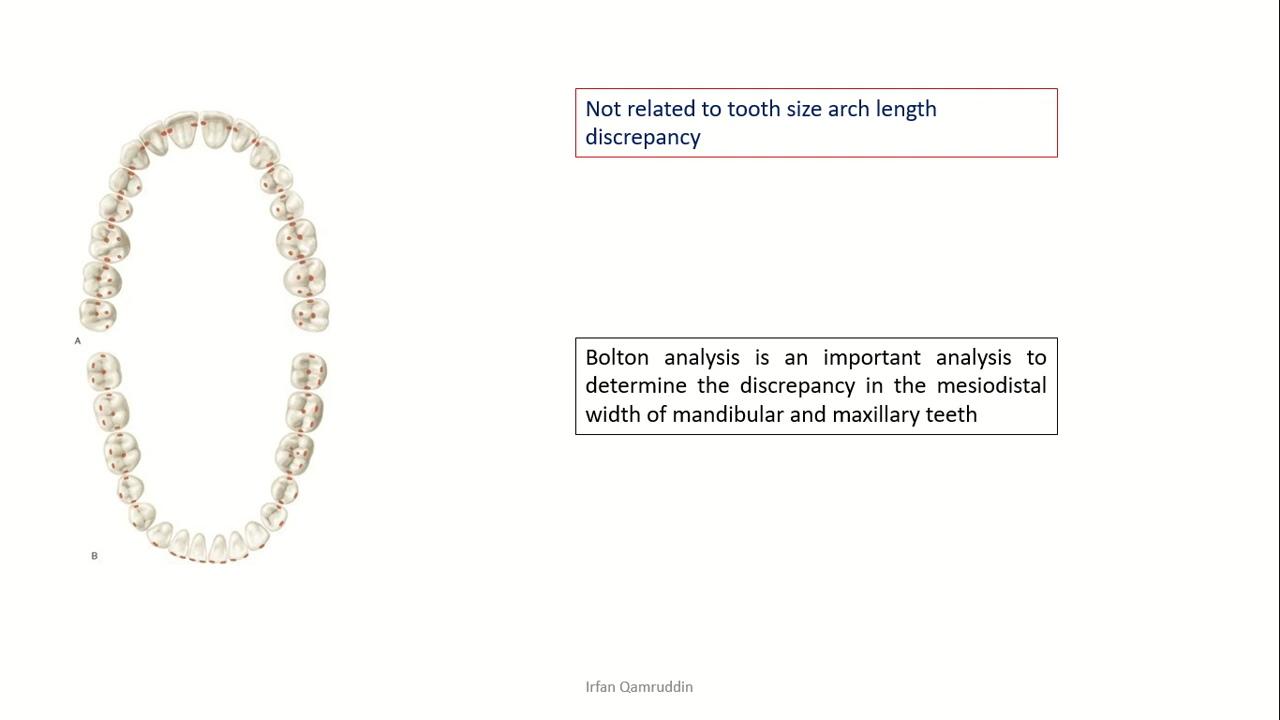 Not related to tooth size arch length
discrepancy
A
Bolton analysis is an important analysis to
determine the discrepancy in the mesiodistal
width of mandibular and maxillary teeth
B
Irfan Qamruddin